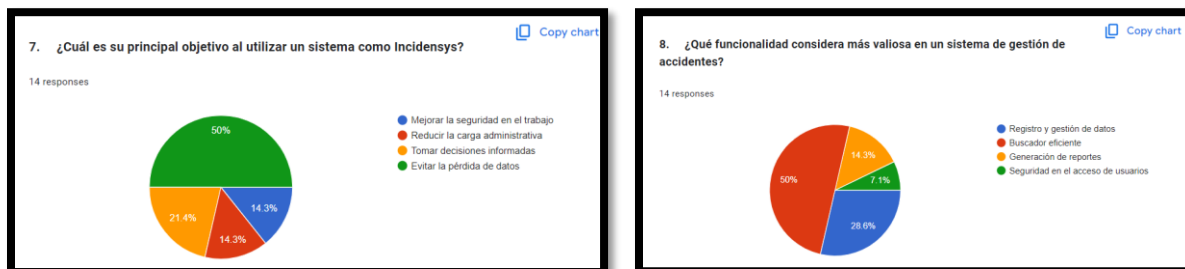 Copy chart
7. ¿Cuál es su principal objetivo al utilizar un sistema como Incidensys?
14 responses
50%
21.4%
14.3%
14.3%
Mejorar la seguridad en el trabajo
Reducir la carga administrativa
Tomar decisiones informadas
Evitar la pérdida de datos
Copy chart
8. ¿Qué funcionalidad considera más valiosa en un sistema de gestión de
accidentes?
14 responses
50%
14.3%
7.1%
28.6%
Registro y gestión de datos
Buscador eficiente
Generación de reportes
Seguridad en el acceso de usuarios